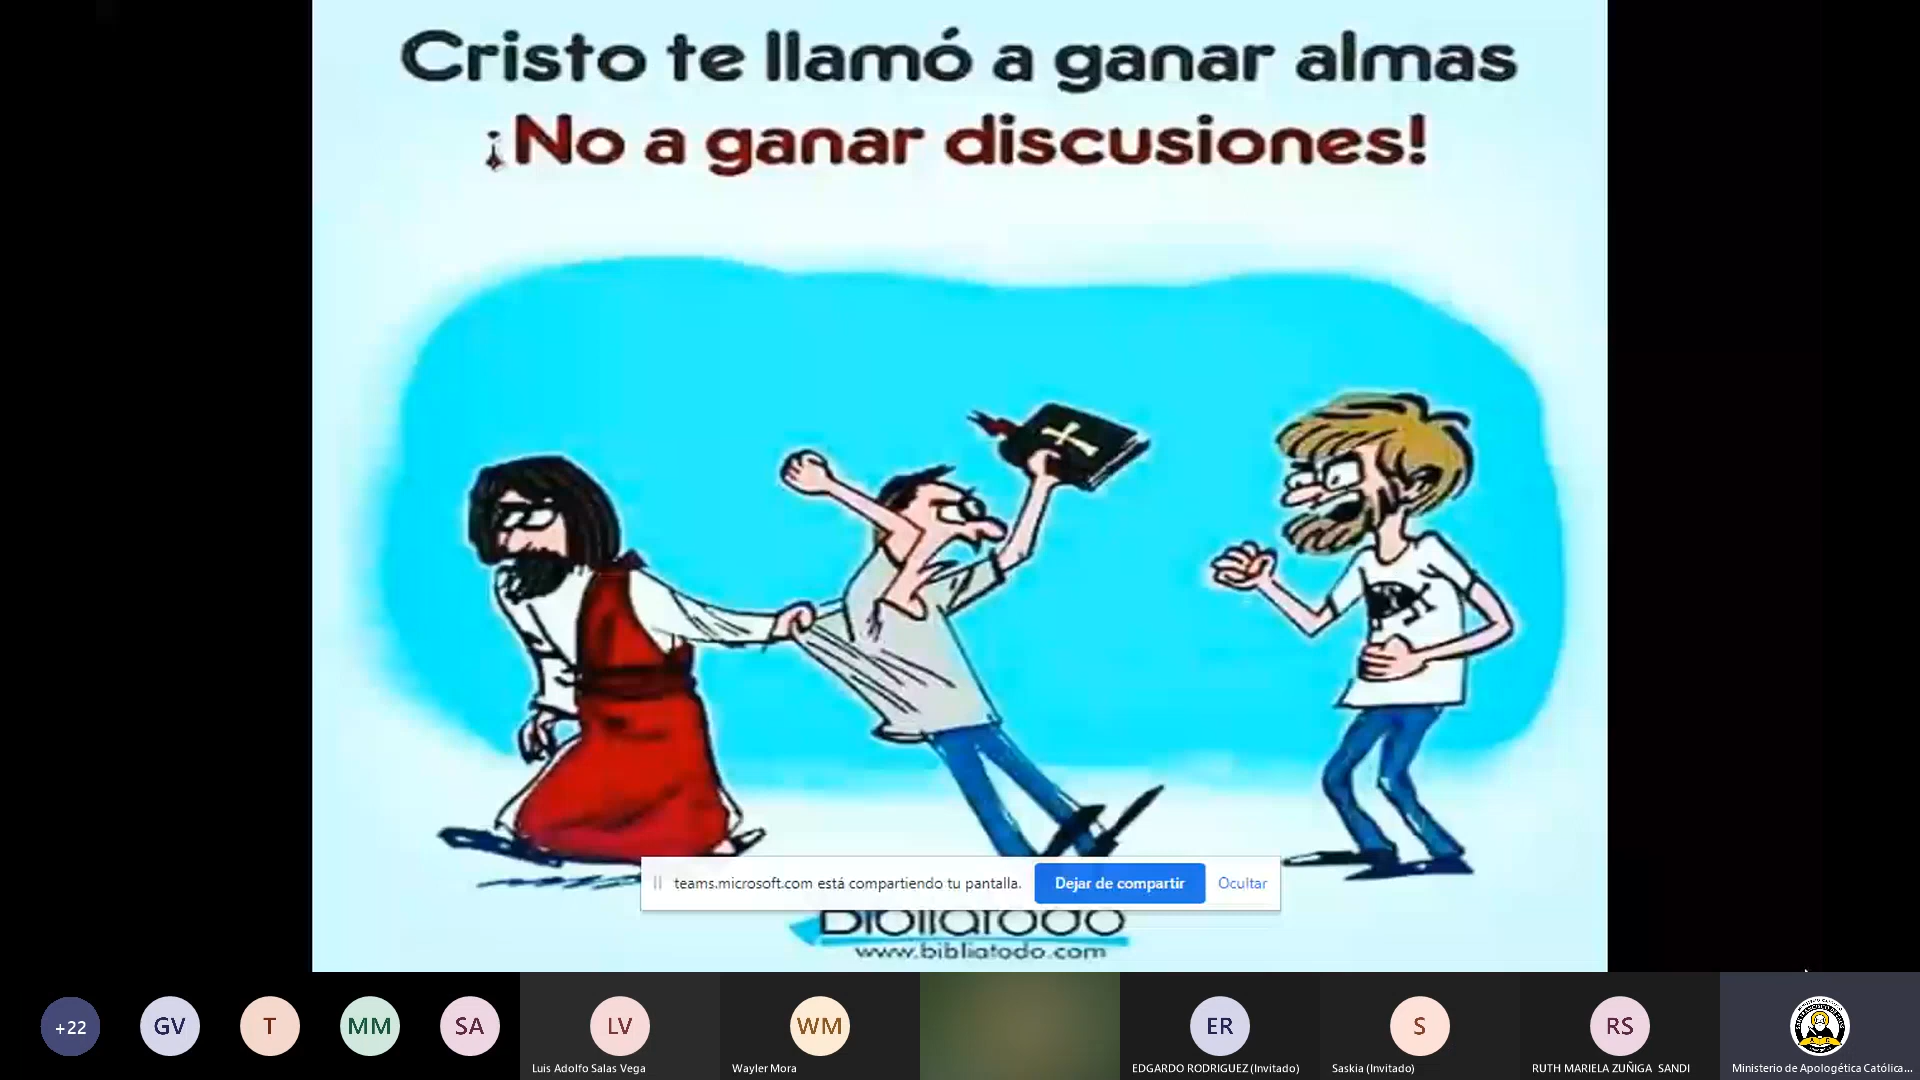 Cristo te llamó a ganar almas
¡No a ganar discusiones!
teams.microsoft.com está compartiendo tu pantalla.
Dejar de compartir
Ocultar
Bibliatodo
www.bibliatodo.com
+22
GV
T
MM
SA
LV
WM
ER
S
RS
Luis Adolfo Salas Vega
Wayler Mora
EDGARDO RODRIGUEZ (Invitado)
Saskia (Invitado)
RUTH MARIELA ZUÑIGA SANDI
Ministerio de Apologética Católica...